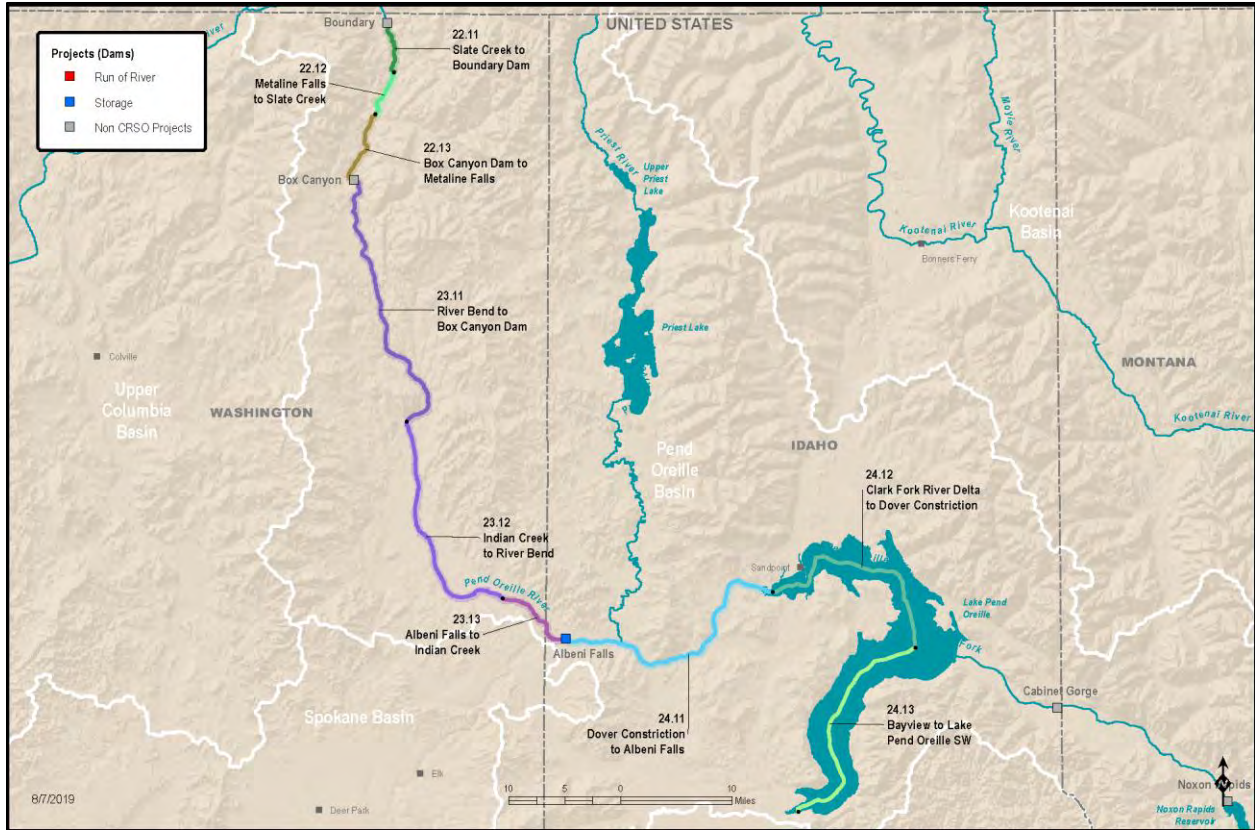 Boundary
UNITED STATES
River
Projects (Dams)
Run of River
Storage
Non CRSO Projects
22.11
Slate Creek to
Boundary Dam
22.12
Metaline Falls
to Slate Creek
22.13
Box Canyon Dam to
Metaline Falls
Box Canyon
Priest River
Upper
Priest
Lake
Moyie River
Kootenai
Basin
Kootenai River
Bonners Ferry
23.11
River Bend to
Box Canyon Dam
Priest Lake
Colville
Upper
Columbia
Basin
WASHINGTON
MONTANA
Kootenai River
Pend
Oreille
Basin
IDAHO
24.12
Clark Fork River Delta
to Dover Constriction
23.12
Indian Creek
to River Bend
Sandpoint
Pend Oreille River
Lake Pend
Oreille
Fork
23.13
Albeni Falls to
Indian Creek
Albeni Falls
Cabinet Gorge
24.11
Dover Constriction
to Albeni Falls
24.13
Bayview to Lake
Pend Oreille SW
Spokane Basin
Elk
Deer Park
8/7/2019
10 5 0 10
Miles
N
Noxon Rapids
Noxon Rapids
Reservoir